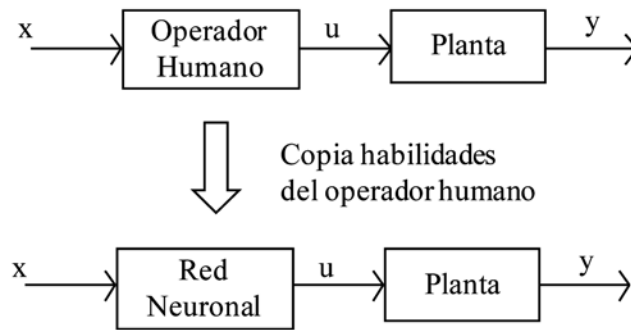 x
Operador
Humano
u
Planta
y
Copia habilidades
del operador humano
x
Red
Neuronal
u
Planta
y